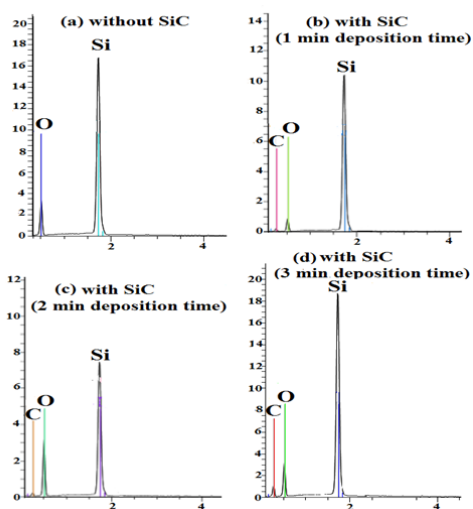 (a) without SiC
20
18
16
14
12
10
8
6
4
2
0
Si
O
2 4
(b) with SiC
(1 min deposition time)
14
12
10
8
6
4
2
0
Si
C O
2 4
(c) with SiC
(2 min deposition time)
12
10
8
6
4
2
0
Si
C O
2 4
(d) with SiC
(3 min deposition time)
20
18
16
14
12
10
8
6
4
2
0
Si
C O
2 4